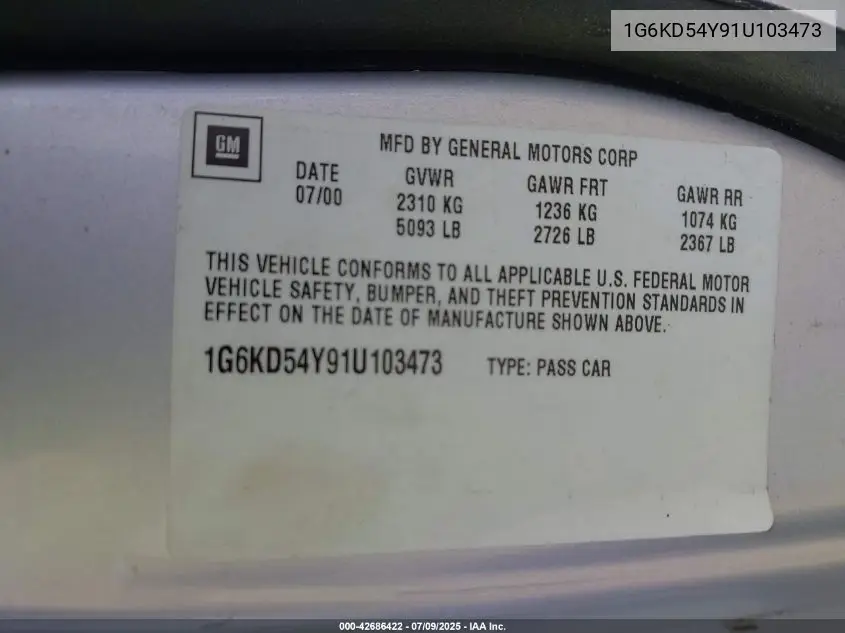 1G6KD54Y91U103473
GM
MFD BY GENERAL MOTORS CORP
DATE GVWR GAWR FRT GAWR RR
07/00 2310 KG 1236 KG 1074 KG
5093 LB 2726 LB 2367 LB
THIS VEHICLE CONFORMS TO ALL APPLICABLE U.S. FEDERAL MOTOR
VEHICLE SAFETY, BUMPER, AND THEFT PREVENTION STANDARDS IN
EFFECT ON THE DATE OF MANUFACTURE SHOWN ABOVE.
1G6KD54Y91U103473 TYPE: PASS CAR
000-42686422 - 07/09/2025 - IAA Inc.